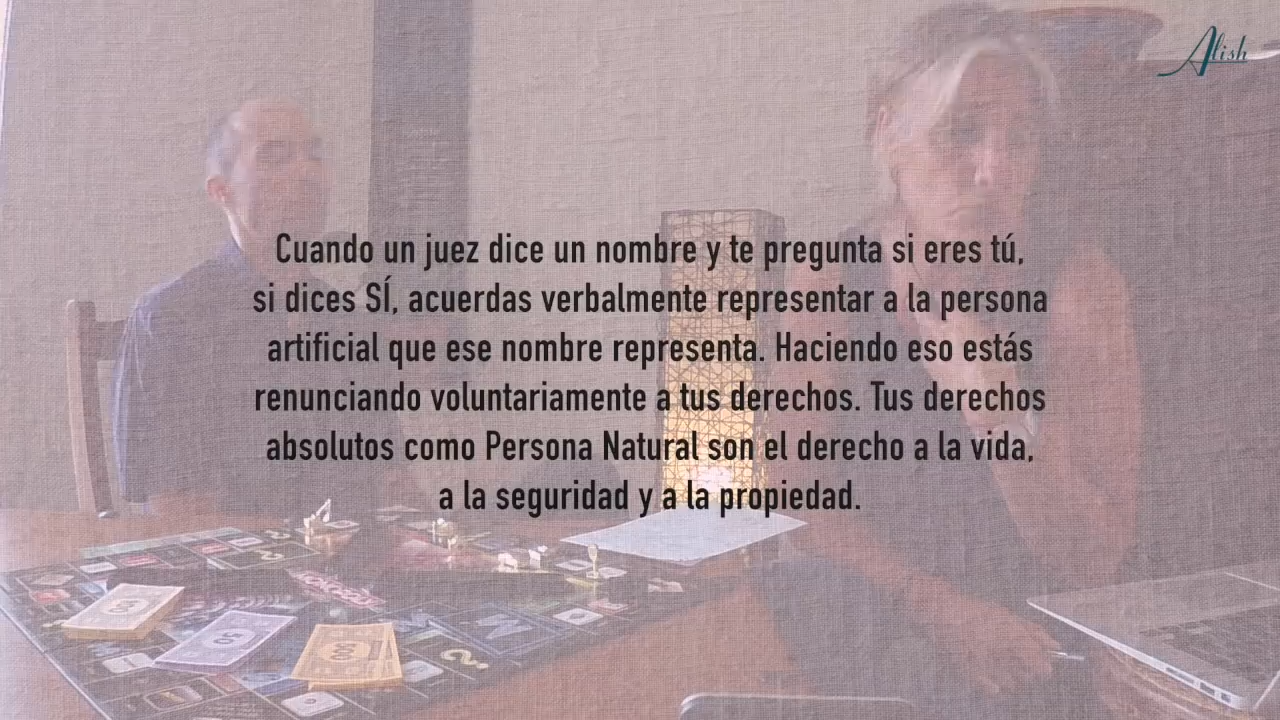 Alish
Cuando un juez dice un nombre y te pregunta si eres tú,
si dices SÍ, acuerdas verbalmente representar a la persona
artificial que ese nombre representa. Haciendo eso estás
renunciando voluntariamente a tus derechos. Tus derechos
absolutos como Persona Natural son el derecho a la vida,
a la seguridad y a la propiedad.
50